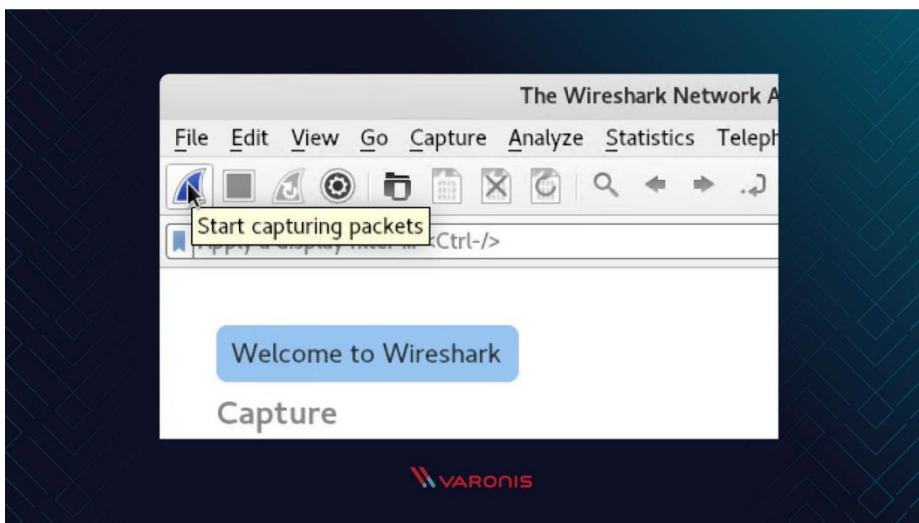 The Wireshark Network A
File Edit View Go Capture Analyze Statistics Teleph
Start capturing packets
<Ctrl-/>
Welcome to Wireshark
Capture
VARONIS